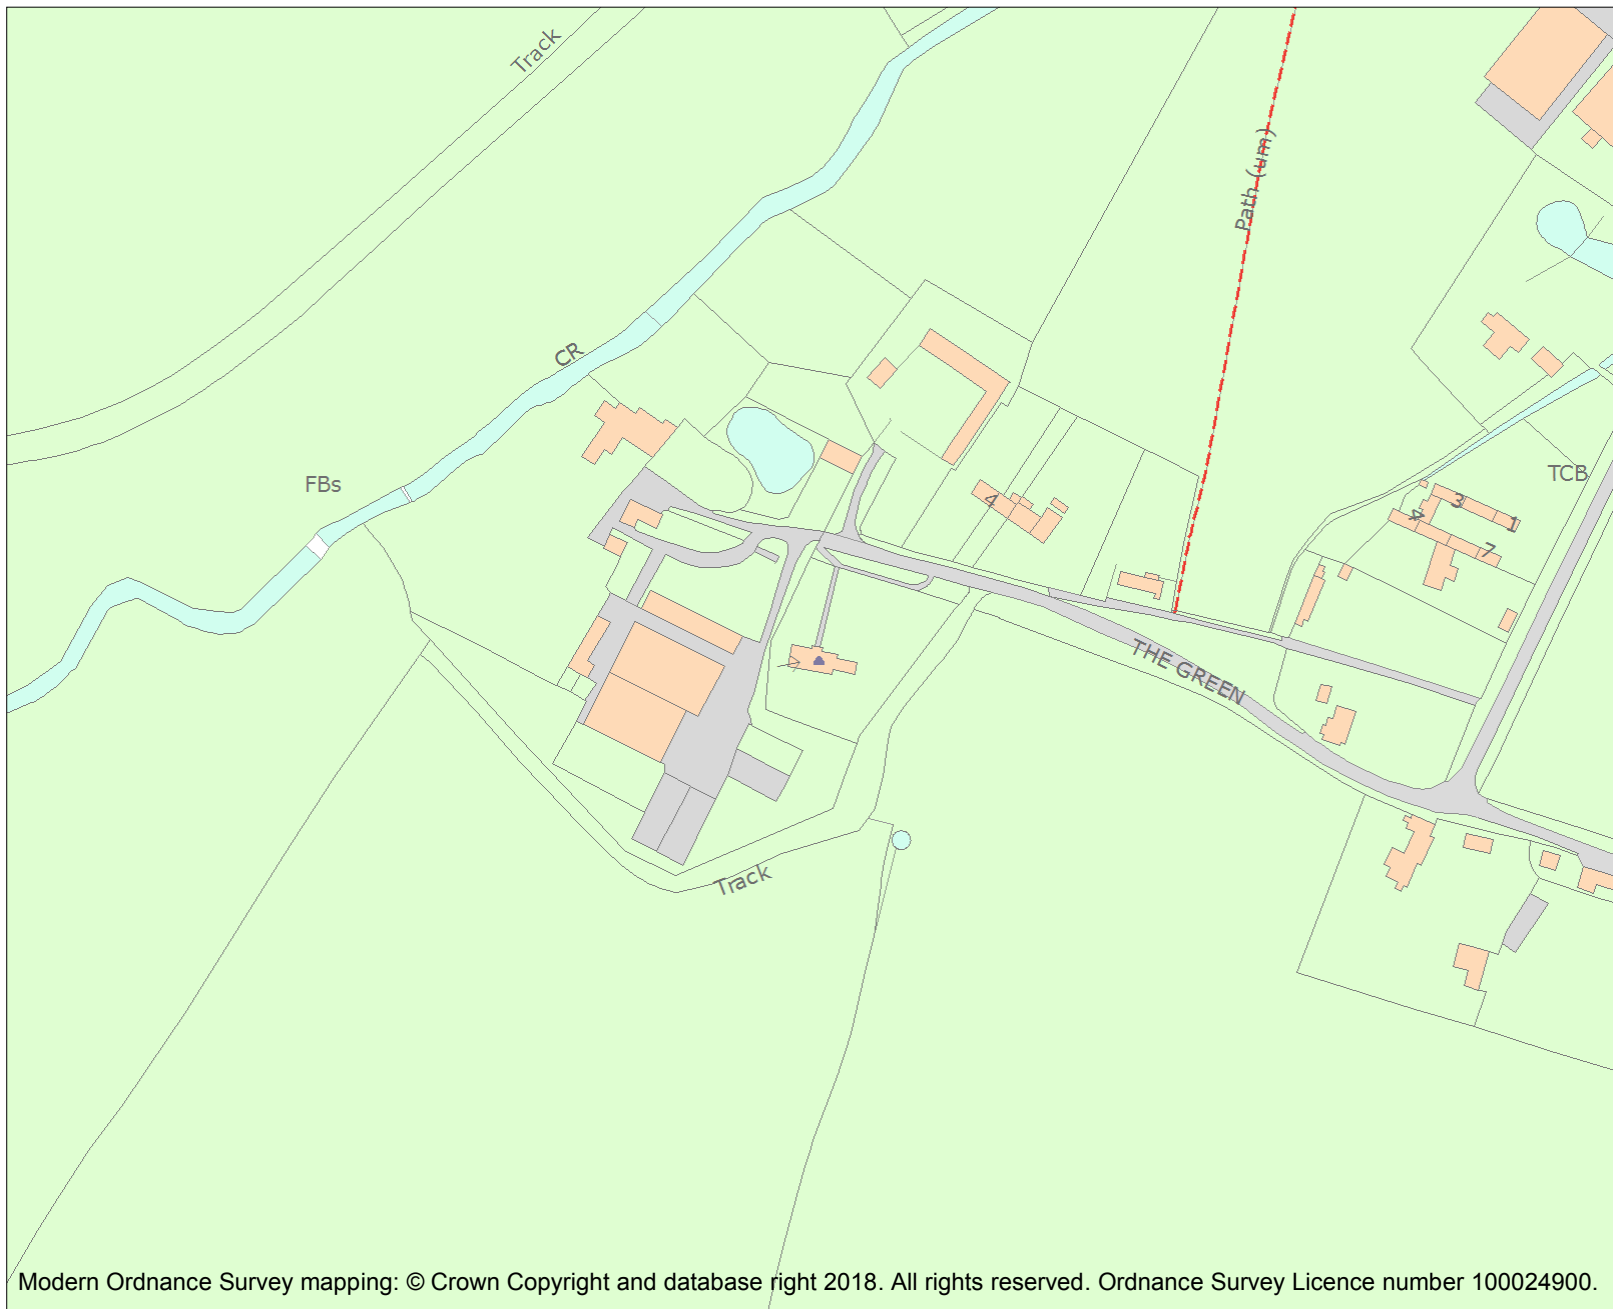 Track
Path (um)
CR
FBs
TCB
3
1
4
7
4
THE GREEN
Track
Modern Ordnance Survey mapping: © Crown Copyright and database right 2018. All rights reserved. Ordnance Survey Licence number 100024900.